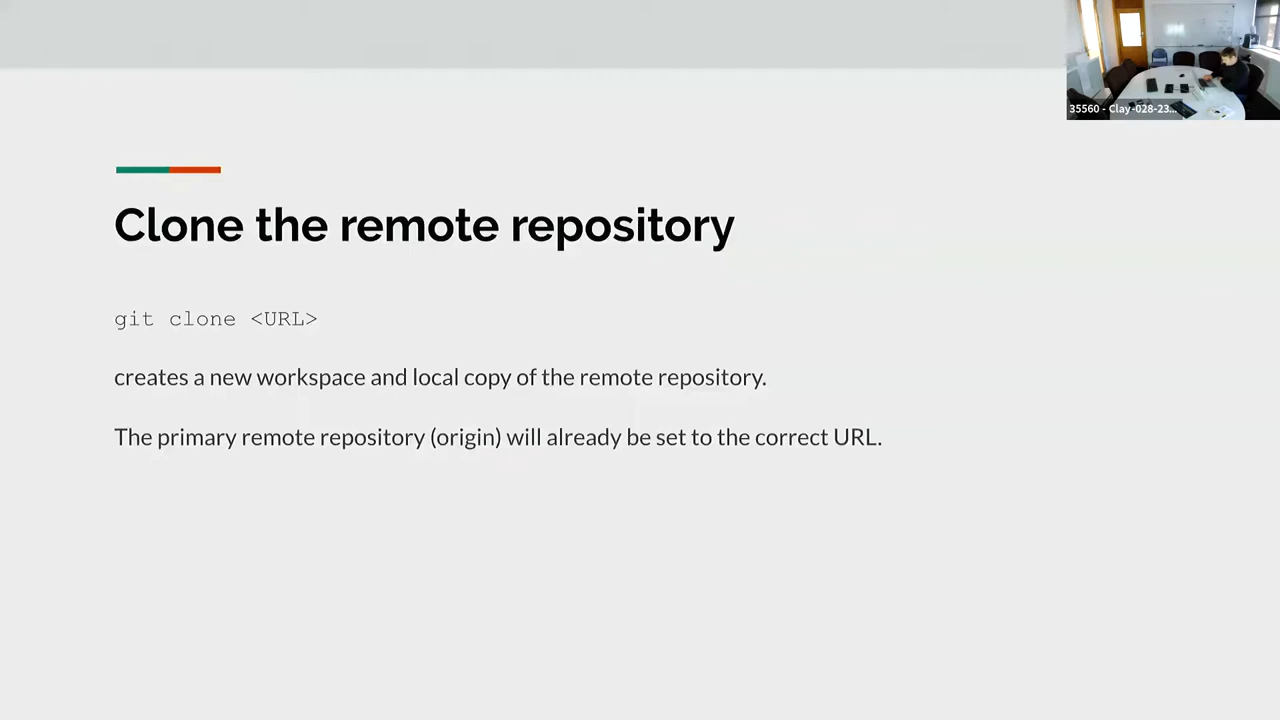 35560 - Clay-028-23...
Clone the remote repository
git clone <URL>
creates a new workspace and local copy of the remote repository.
The primary remote repository (origin) will already be set to the correct URL.